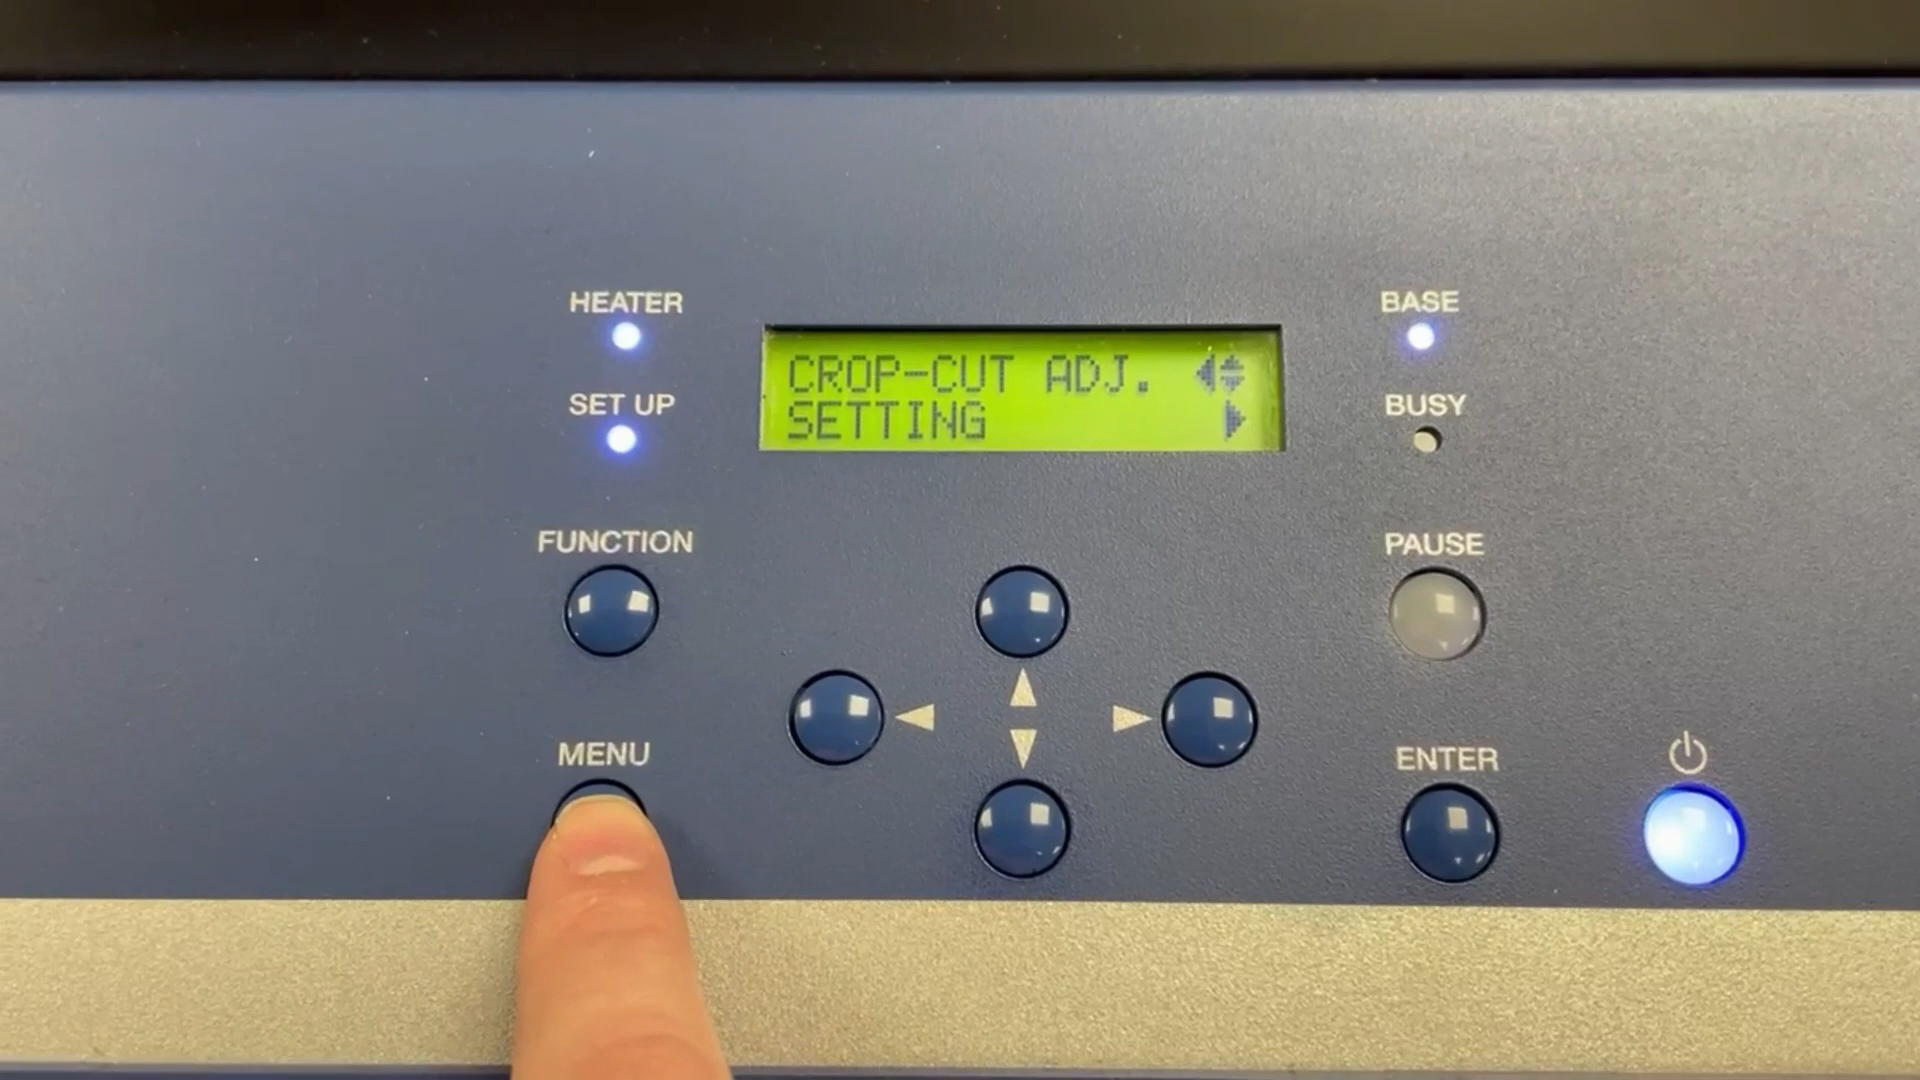 HEATER
BASE
CROP-CUT ADJ.
SETTING
SET UP
BUSY
FUNCTION
PAUSE
MENU
ENTER